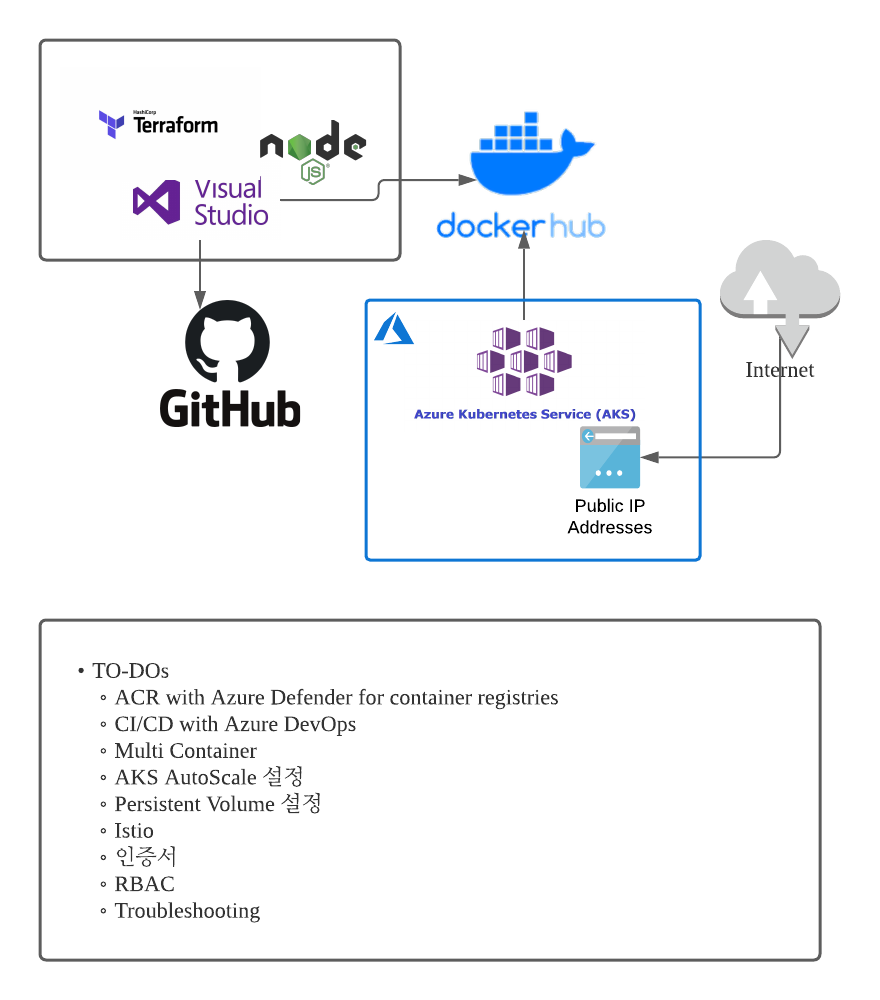 HashiCorp
Terraform
node
JS
Visual
Studio
dockerhub
GitHub
Internet
Azure Kubernetes Service (AKS)
Public IP
Addresses
• TO-DOs
◦ ACR with Azure Defender for container registries
◦ CI/CD with Azure DevOps
◦ Multi Container
◦ AKS AutoScale 설정
◦ Persistent Volume 설정
◦ Istio
◦ 인증서
◦ RBAC
◦ Troubleshooting